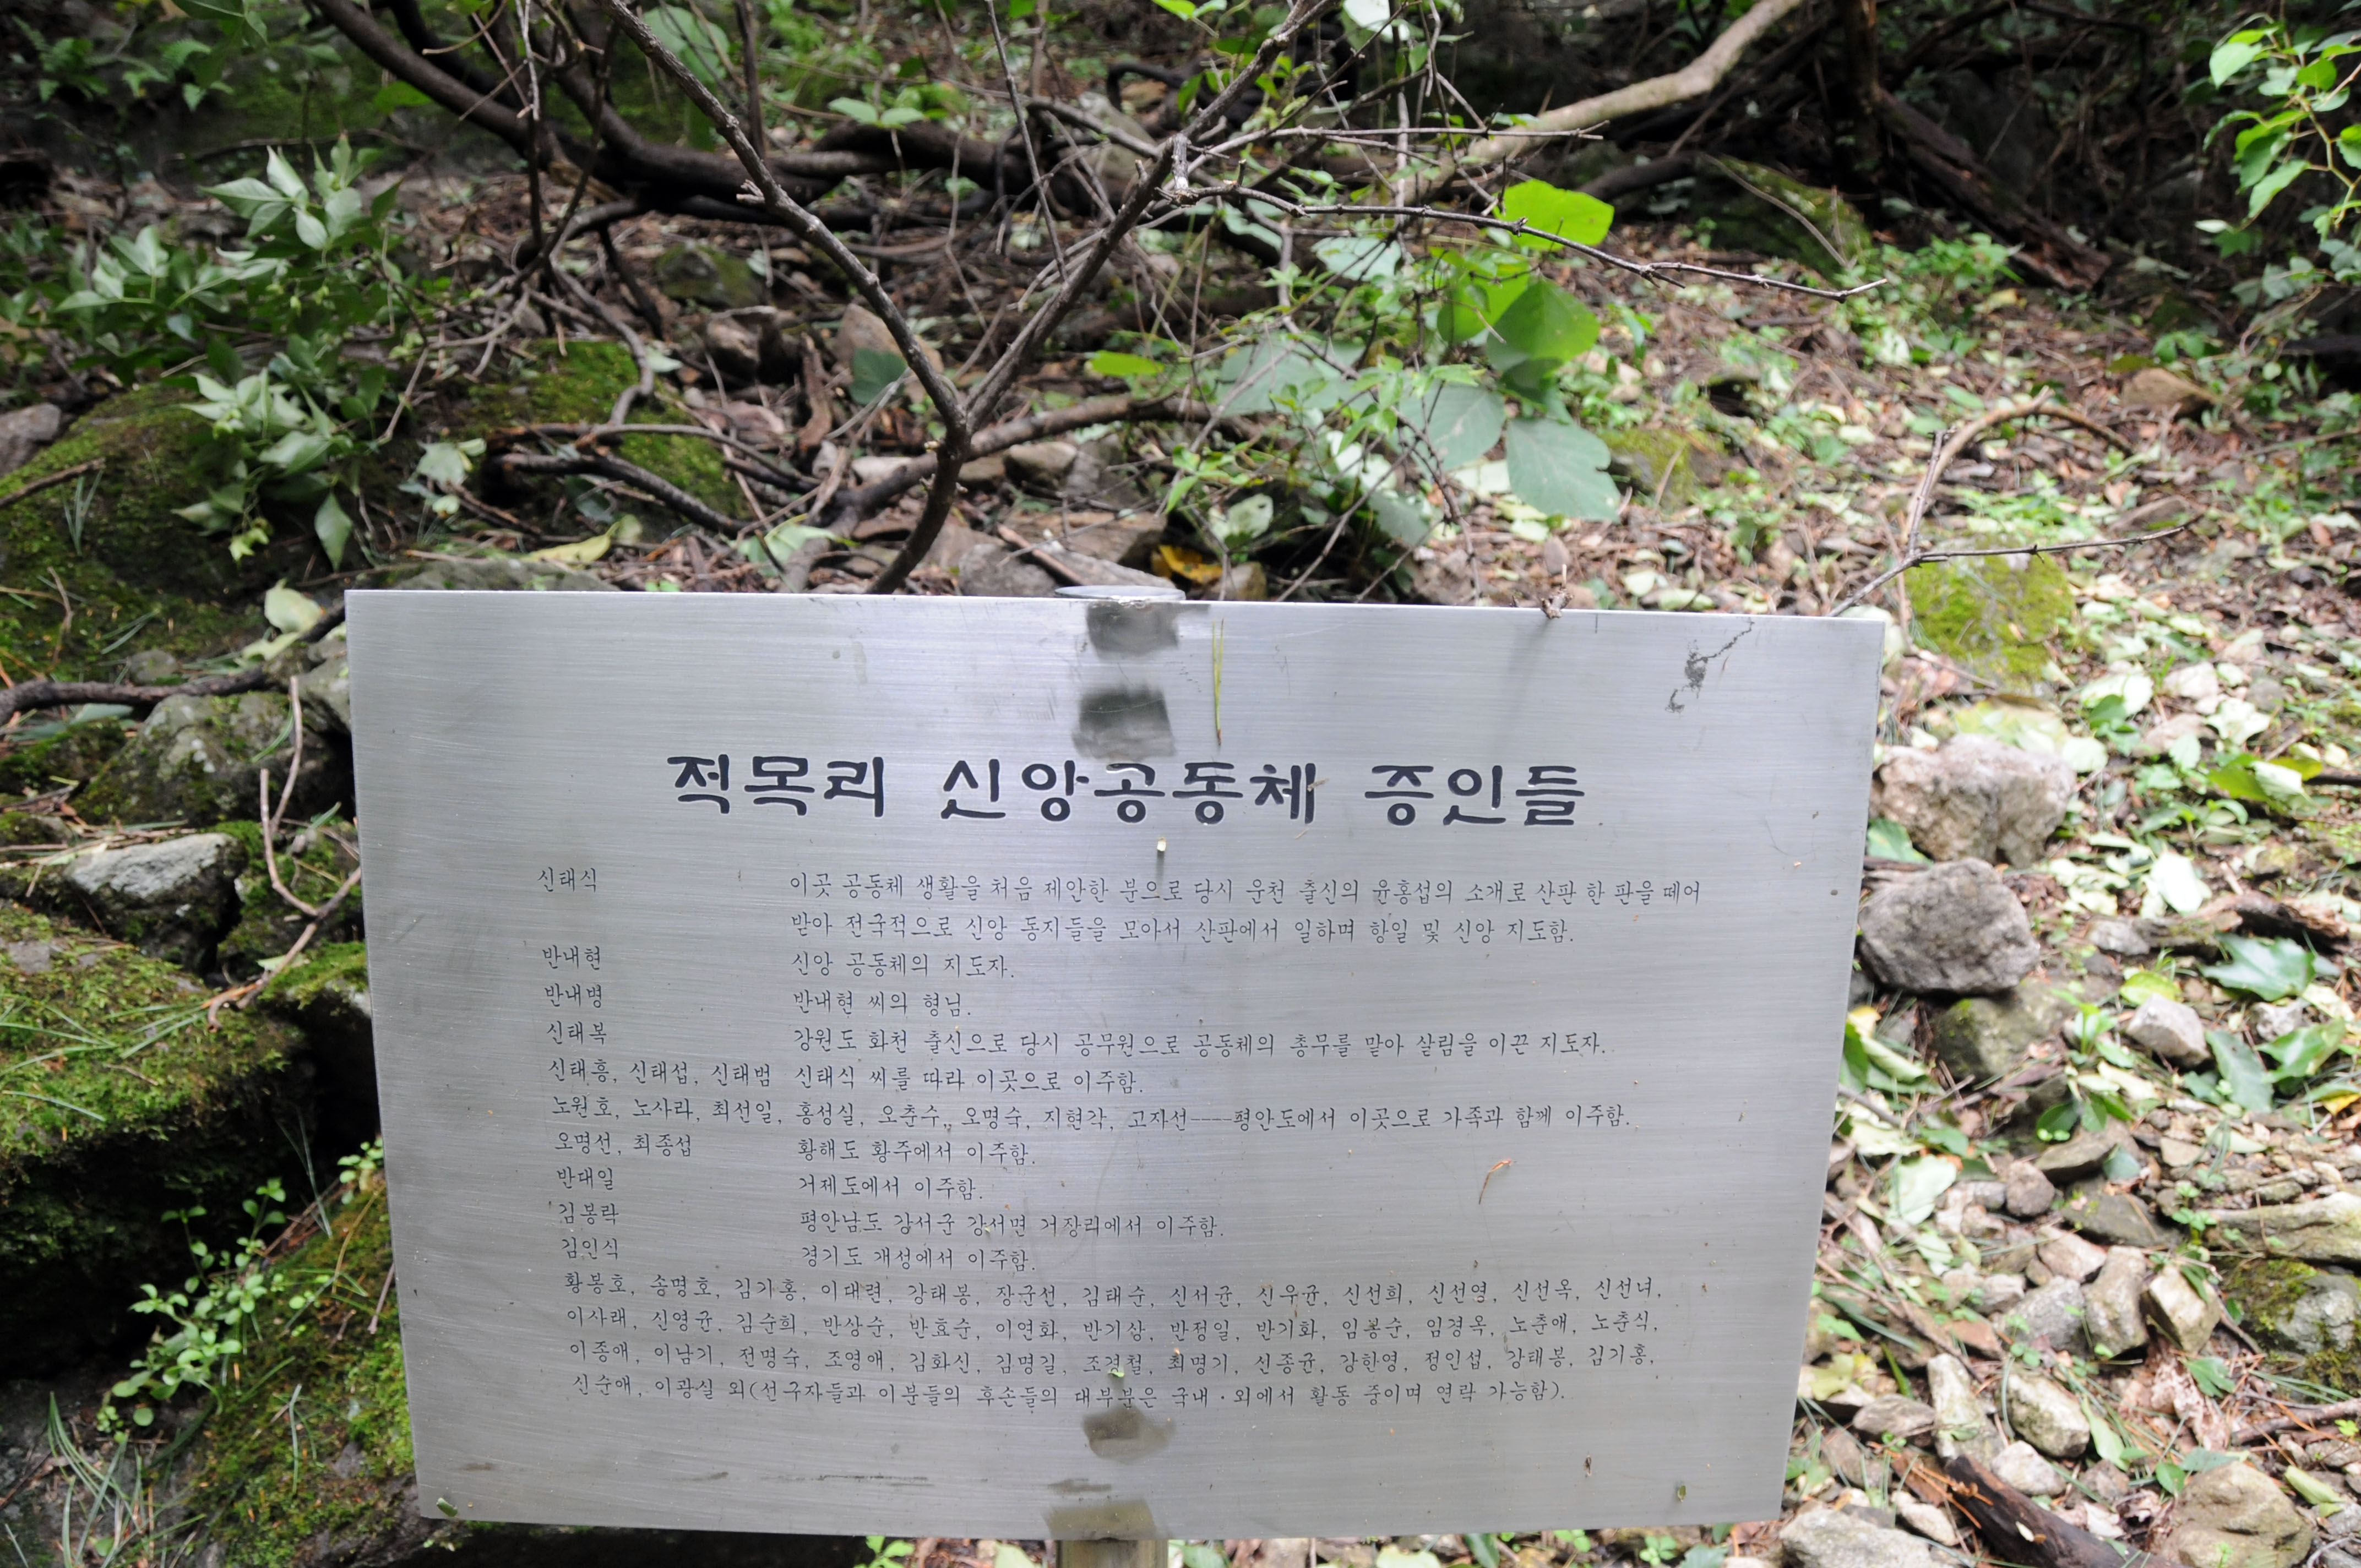 적목리 신앙공동체 증인들
신태식 이곳 공동체 생활을 처음 제안한 분으로 당시 운천 출신의 윤홍섭의 소개로 산판 한 판을 떼어
받아 전국적으로 신앙 동지들을 모아서 산판에서 일하며 항일 및 신앙 지도함.
반내현 신앙 공동체의 지도자.
반내병 반내현 씨의 형님.
신태복 강원도 화천 출신으로 당시 공무원으로 공동체의 총무를 맡아 살림을 이끈 지도자.
신태흥, 신태섭, 신태범 신태식 씨를 따라 이곳으로 이주함.
노원호, 노사라, 최선일, 홍성실, 오춘수, 오명숙, 지현각, 고자선----평안도에서 이곳으로 가족과 함께 이주함.
오명선, 최종섭 황해도 황주에서 이주함.
반대일 거제도에서 이주함.
김봉락 평안남도 강서군 강서면 거장리에서 이주함.
김인식 경기도 개성에서 이주함.
황봉호, 송명호, 김기홍, 이대련, 강태봉, 장군선, 김태순, 신서균, 신우균, 신선희, 신선영, 신선옥, 신선녀,
이사래, 신영균, 김순희, 반상순, 반효순, 이연화, 반기상, 반정일, 반기화, 임봉순, 임경옥, 노춘애, 노춘식,
이종애, 이남기, 전명숙, 조영애, 김화신, 김명길, 조경철, 최명기, 신종균, 강한영, 정인섭, 강태봉, 김기홍,
신순애, 이광실 외(선구자들과 이분들의 후손들의 대부분은 국내·외에서 활동 중이며 연락 가능함).